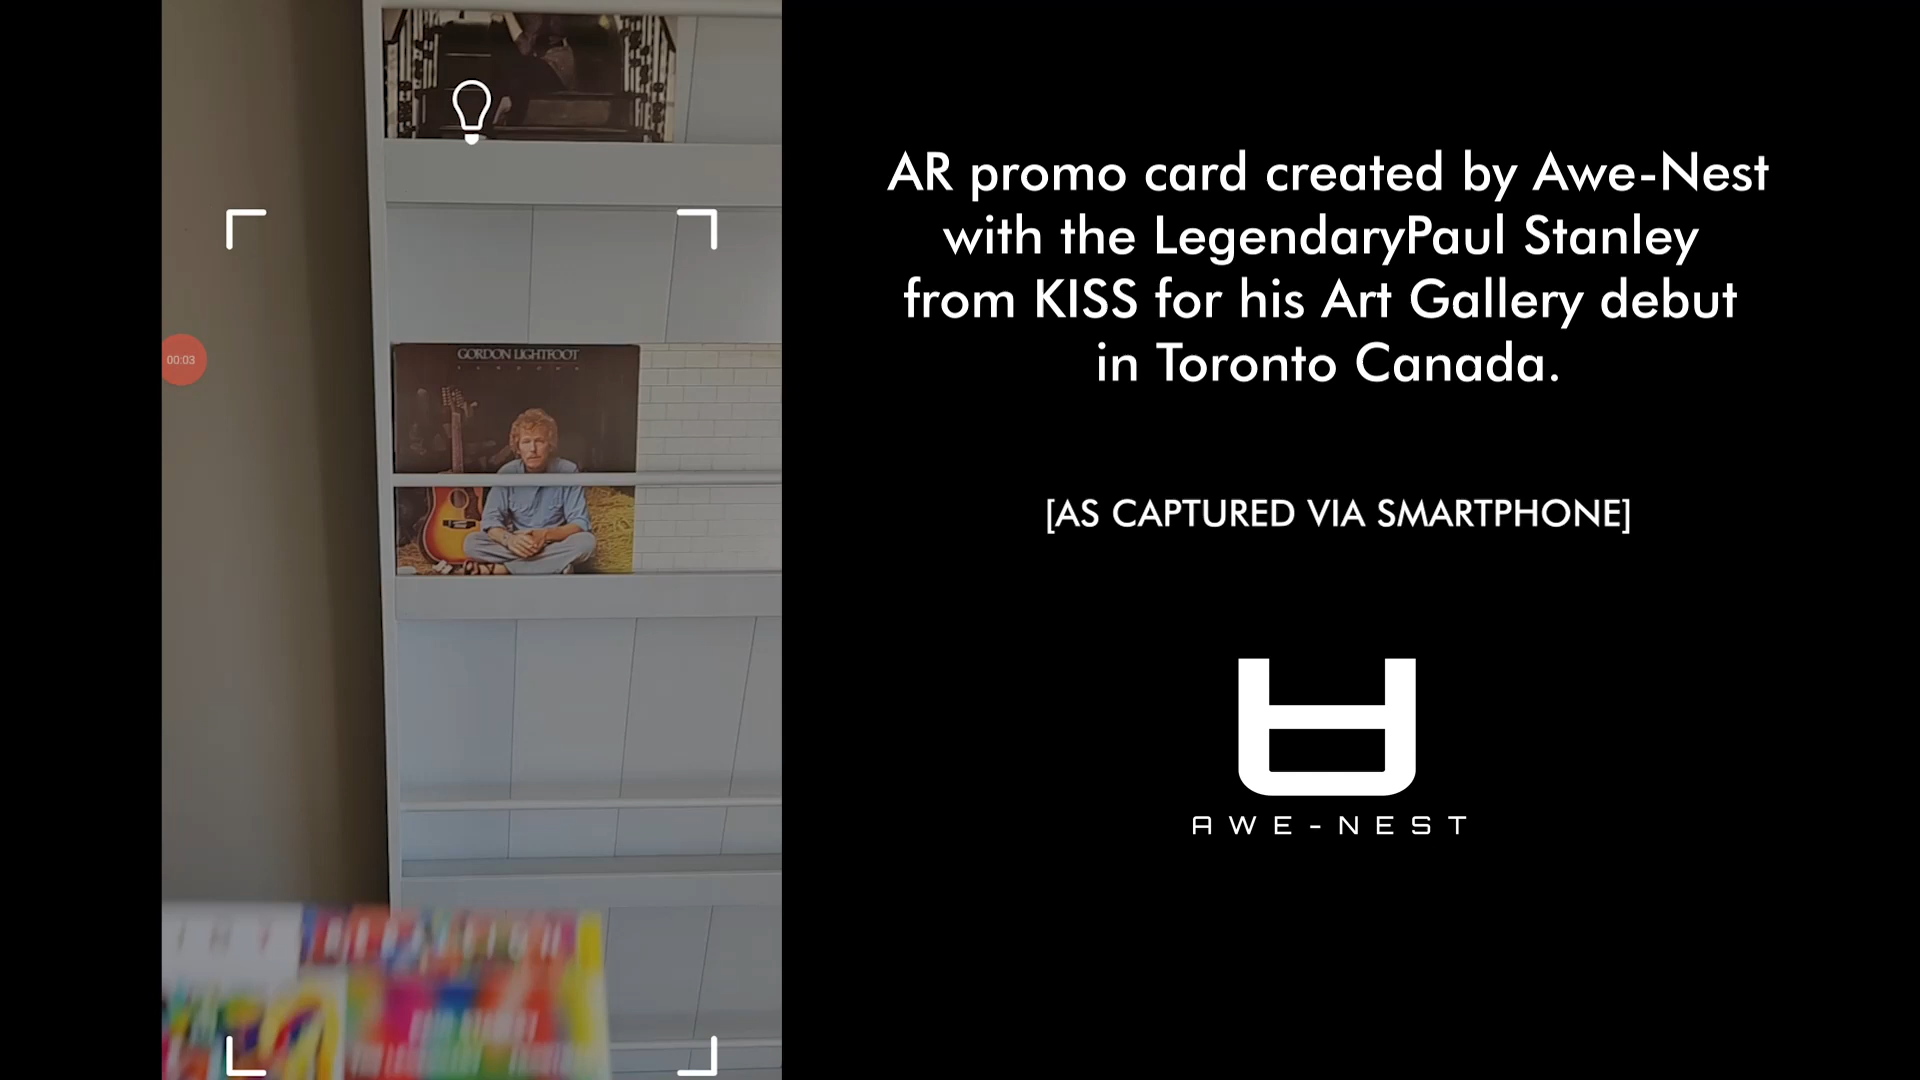 GORDON LIGHTFOOT
00:03
AR promo card created by Awe-Nest
with the LegendaryPaul Stanley
from KISS for his Art Gallery debut
in Toronto Canada.
[AS CAPTURED VIA SMARTPHONE]
AWE-NEST